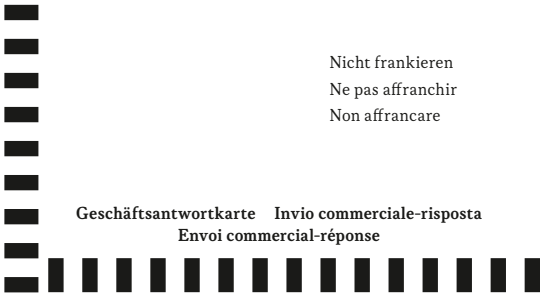 Nicht frankieren
Ne pas affranchir
Non affrancare
Geschäftsantwortkarte Invio commerciale-risposta
Envoi commercial-réponse